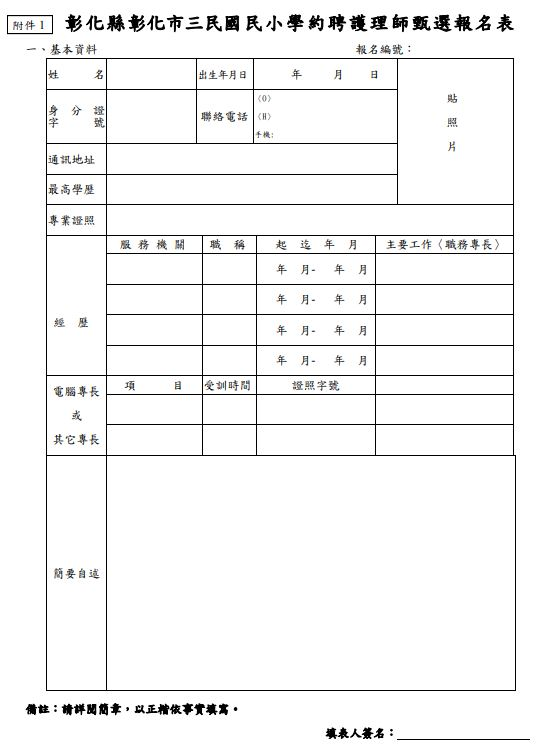 附件 1 彰化縣彰化市三民國民小學約聘護理師甄選報名表
一、基本資料 報名編號：
姓 名 出生年月日 年 月 日
貼
照
片
身 分 證
字 號
聯絡電話
（O）
（H）
手機：
通訊地址
最高學歷
專業證照
經 歷
服 務 機 關 職 稱 起 迄 年 月 主要工作（職務專長）
年 月- 年 月
年 月- 年 月
年 月- 年 月
年 月- 年 月
電腦專長
或
其它專長
項 目 受訓時間 證照字號
簡要自述
備註：請詳閱簡章，以正楷依事實填寫。
填表人簽名：